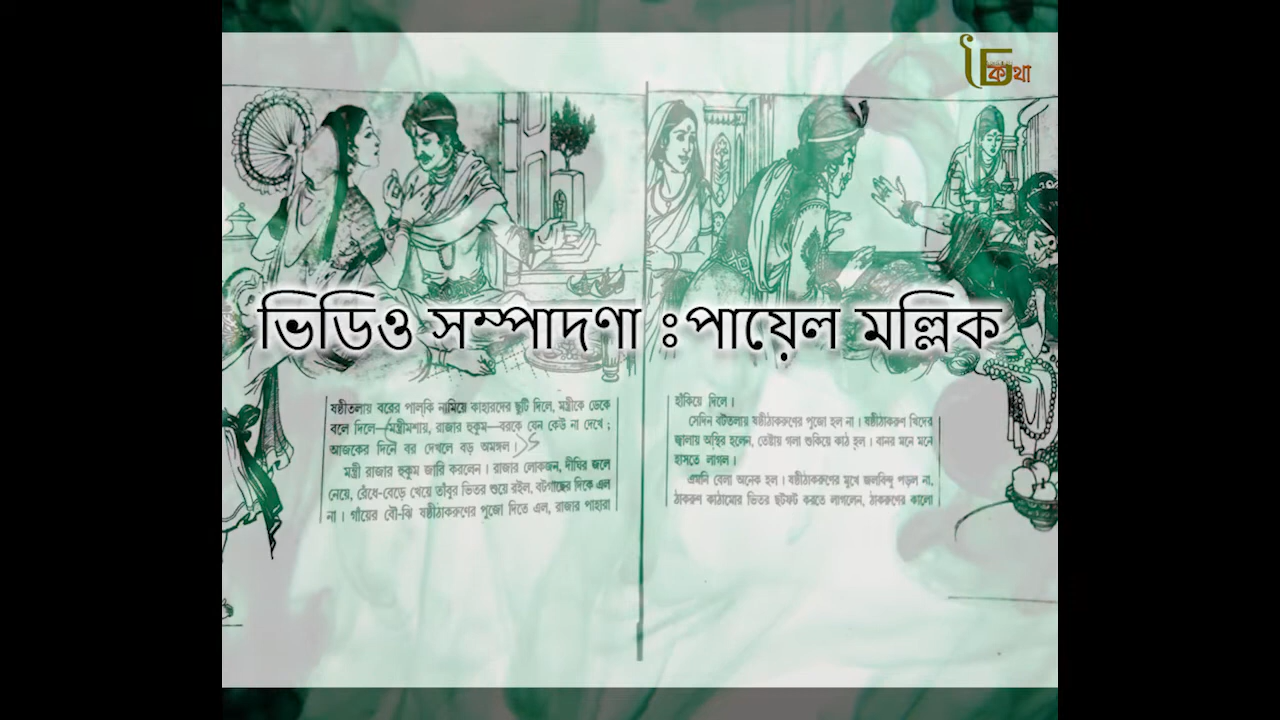 কথা
ভিডিও সম্পাদণা ঃপায়েল মল্লিক
ষষ্ঠীতলায় বরের পাল্‌কি নামিয়ে কাহারদের ছুটি দিলে, মন্ত্রীকে ডেকে
বলে দিলে—মন্ত্রীমশায়, রাজার হুকুম—বরকে যেন কেউ না দেখে ;
আজকের দিনে বর দেখলে বড় অমঙ্গল।
মন্ত্রী রাজার হুকুম জারি করলেন। রাজার লোকজন, দীঘির জলে
নেয়ে, রেঁধে-বেড়ে খেয়ে তাঁবুর ভিতর শুয়ে রইল, বটগাছের দিকে এল
না। গাঁয়ের বৌ-ঝি ষষ্ঠীঠাকরুণের পুজো দিতে এল, রাজার পাহারা
হাঁকিয়ে দিলে।
সেদিন বটতলায় ষষ্ঠীঠাকরুণের পুজো হল না। ষষ্ঠীঠাকরুণ খিদের
জ্বালায় অস্থির হলেন, তেষ্টায় গলা শুকিয়ে কাঠ হল। বানর মনে মনে
হাসতে লাগল।
এমনি বেলা অনেক হল। ষষ্ঠীঠাকরুণের মুখে জলবিন্দু পড়ল না,
ঠাকরুণ কাঠামোর ভিতর ছটফট করতে লাগলেন, ঠাকরুণের কালো